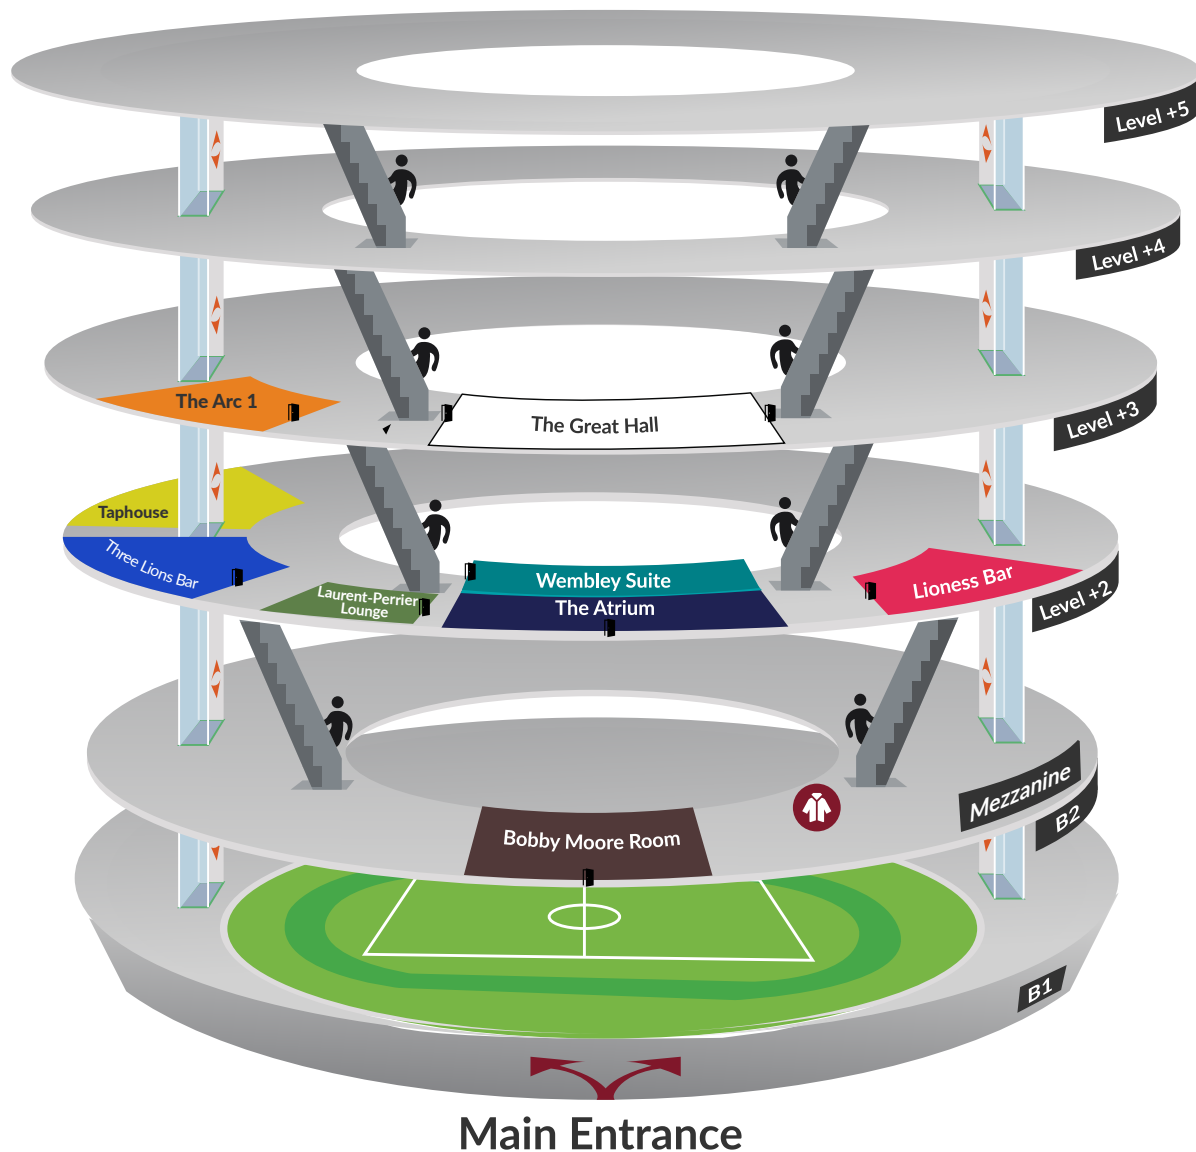 Level +5
Level +4
The Arc 1
The Great Hall
Level +3
Taphouse
Three Lions Bar
Laurent-Perrier
Lounge
Wembley Suite
The Atrium
Lioness Bar
Level +2
Mezzanine
B2
Bobby Moore Room
B1
Main Entrance